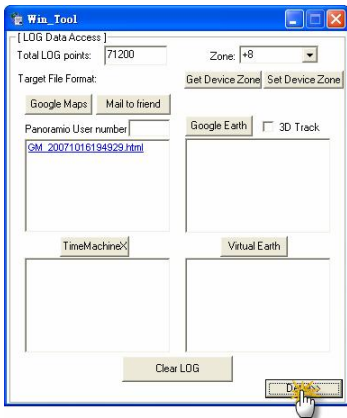 Win_Tool
[ LOG Data Access ]
Total LOG points: 71200
Zone: +8
Target File Format:
Get Device Zone Set Device Zone
Google Maps Mail to friend
Panoramio User number
Google Earth 3D Track
GM_20071016194929.html
TimeMachineX Virtual Earth
Clear LOG